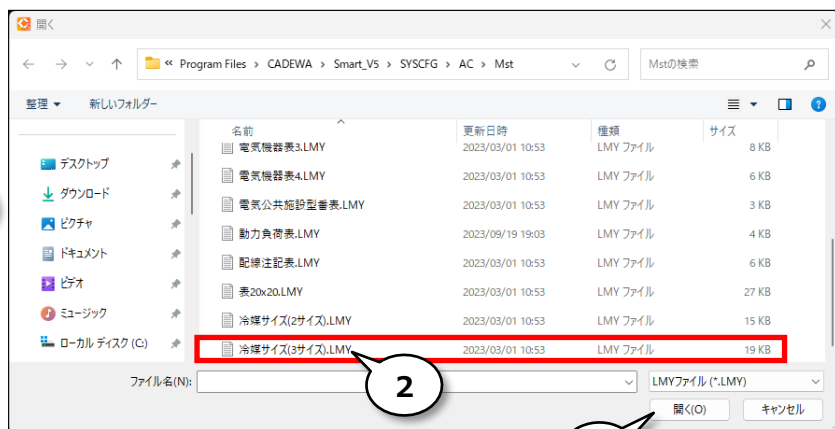 開く
« Program Files › CADEWA › Smart_V5 › SYSCFG › AC › Mst
Mstの検索
整理 新しいフォルダー
名前 更新日時 種類 サイズ
電気機器表3.LMY 2023/03/01 10:53 LMY ファイル 8 KB
デスクトップ
電気機器表4.LMY 2023/03/01 10:53 LMY ファイル 6 KB
ダウンロード
電気公共施設型番表.LMY 2023/03/01 10:53 LMY ファイル 3 KB
ピクチャ
動力負荷表.LMY 2023/09/19 19:03 LMY ファイル 4 KB
ドキュメント
配線注記表.LMY 2023/03/01 10:53 LMY ファイル 6 KB
ビデオ
表20x20.LMY 2023/03/01 10:53 LMY ファイル 27 KB
ミュージック
冷媒サイズ(2サイズ).LMY 2023/03/01 10:53 LMY ファイル 15 KB
ローカル ディスク (C:)
冷媒サイズ(3サイズ).LMY 2023/03/01 10:53 LMY ファイル 19 KB
2
ファイル名(N): LMYファイル (*.LMY)
開く(O) キャンセル